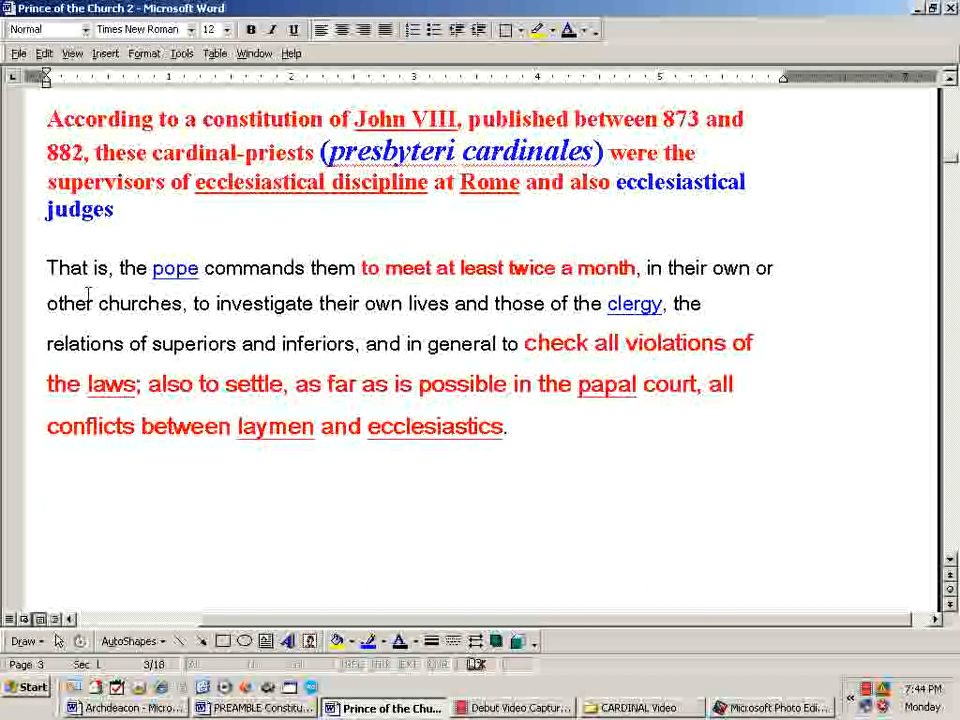 Prince of the Church 2 - Microsoft Word
Normal Times New Roman 12 B I U
File Edit View Insert Format Tools Table Window Help
1 2 3 4 5 7
According to a constitution of John VIII, published between 873 and
882, these cardinal-priests (presbyteri cardinales) were the
supervisors of ecclesiastical discipline at Rome and also ecclesiastical
judges
That is, the pope commands them to meet at least twice a month, in their own or
other churches, to investigate their own lives and those of the clergy, the
relations of superiors and inferiors, and in general to check all violations of
the laws; also to settle, as far as is possible in the papal court, all
conflicts between laymen and ecclesiastics.
Draw AutoShapes
Page 3 Sec 1 3/18
Start 7:44 PM
Archdeacon - Micro... PREAMBLE Constitu... Prince of the Chu... Debut Video Captur... CARDINAL Video Microsoft Photo Edi... Monday